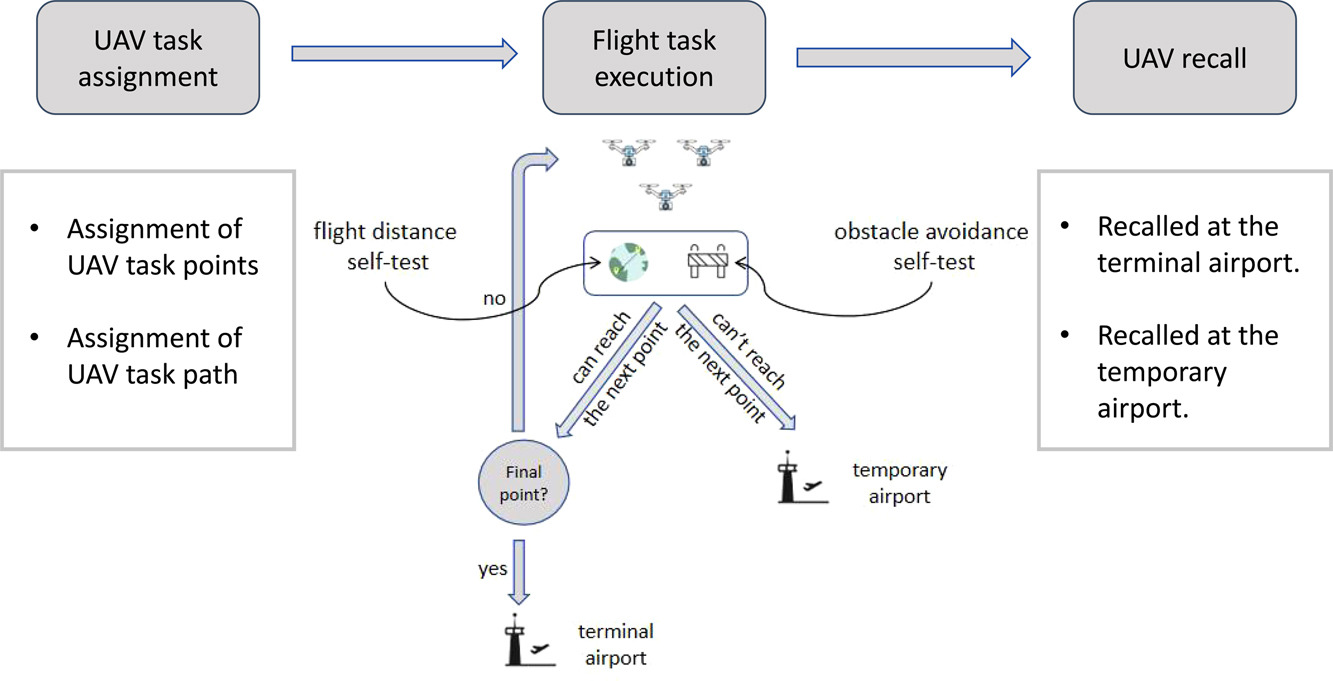 UAV task
assignment
Flight task
execution
UAV recall
• Assignment of
UAV task points
• Assignment of
UAV task path
flight distance
self-test
obstacle avoidance
self-test
no
can reach
the next point
can't reach
the next point
Final
point?
yes
temporary
airport
terminal
airport
• Recalled at the
terminal airport.
• Recalled at the
temporary
airport.